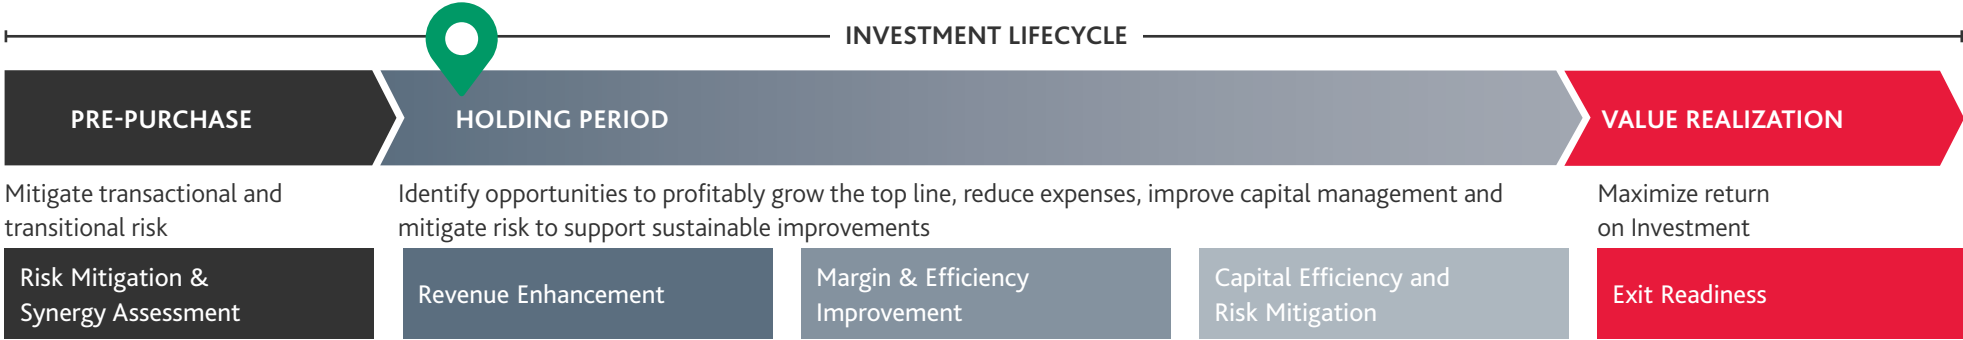 INVESTMENT LIFECYCLE
PRE-PURCHASE
HOLDING PERIOD
VALUE REALIZATION
Mitigate transactional and
transitional risk
Identify opportunities to profitably grow the top line, reduce expenses, improve capital management and
mitigate risk to support sustainable improvements
Maximize return
on Investment
Risk Mitigation &
Synergy Assessment
Revenue Enhancement
Margin & Efficiency
Improvement
Capital Efficiency and
Risk Mitigation
Exit Readiness